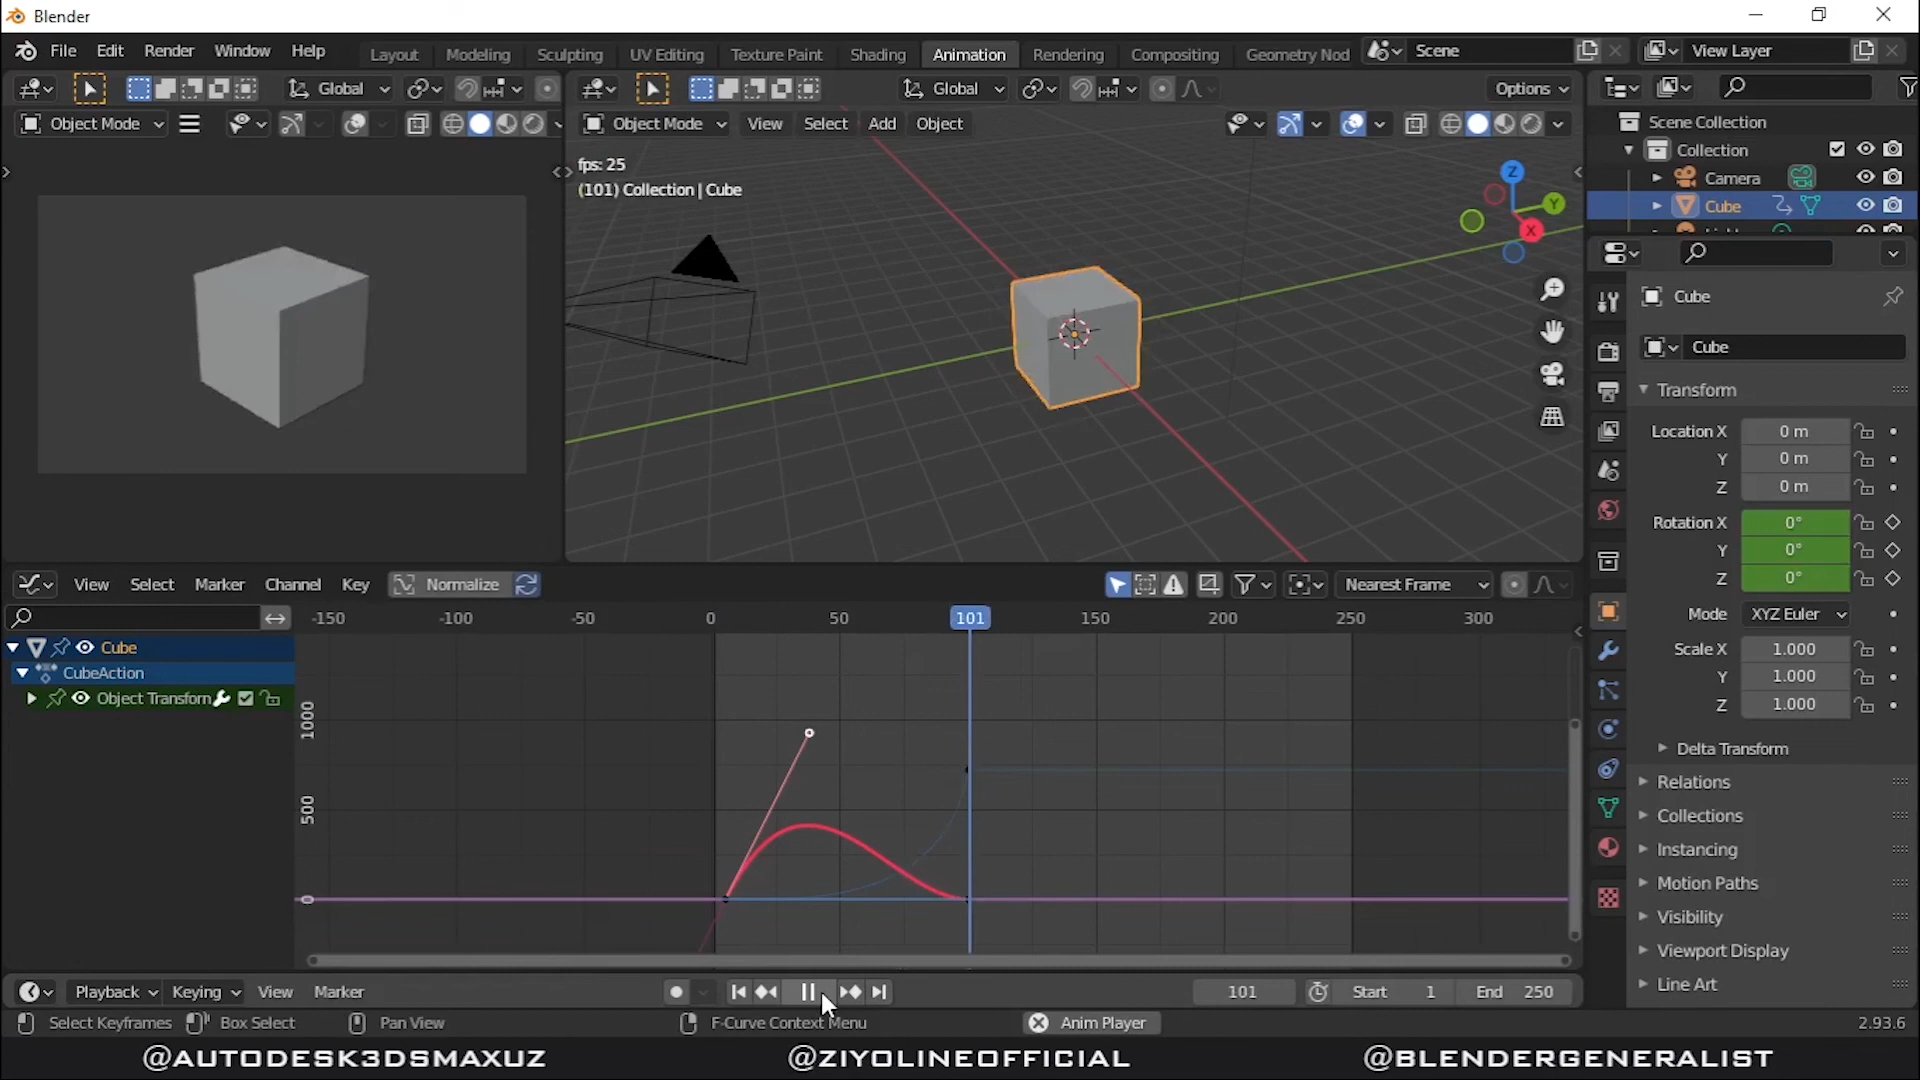 Blender
File Edit Render Window Help Layout Modeling Sculpting UV Editing Texture Paint Shading Animation Rendering Compositing Geometry Nod Scene View Layer
Global Global Options
Object Mode Object Mode View Select Add Object
Scene Collection
Collection
Camera
Cube
fps: 25
(101) Collection | Cube
Z
Y
X
Cube
Cube
Transform
Location X 0 m
Y 0 m
Z 0 m
Rotation X 0°
Y 0°
Z 0°
Mode XYZ Euler
Scale X 1.000
Y 1.000
Z 1.000
Delta Transform
Relations
Collections
Instancing
Motion Paths
Visibility
Viewport Display
Line Art
View Select Marker Channel Key Normalize Nearest Frame
-150 -100 -50 0 50 101 150 200 250 300
Cube
CubeAction
Object Transform
1000
500
0
Playback Keying View Marker 101 Start 1 End 250
Select Keyframes Box Select Pan View F-Curve Context Menu Anim Player 2.93.6
@AUTODESK3DSMAXUZ @ZIYOLINEOFFICIAL @BLENDERGENERALIST